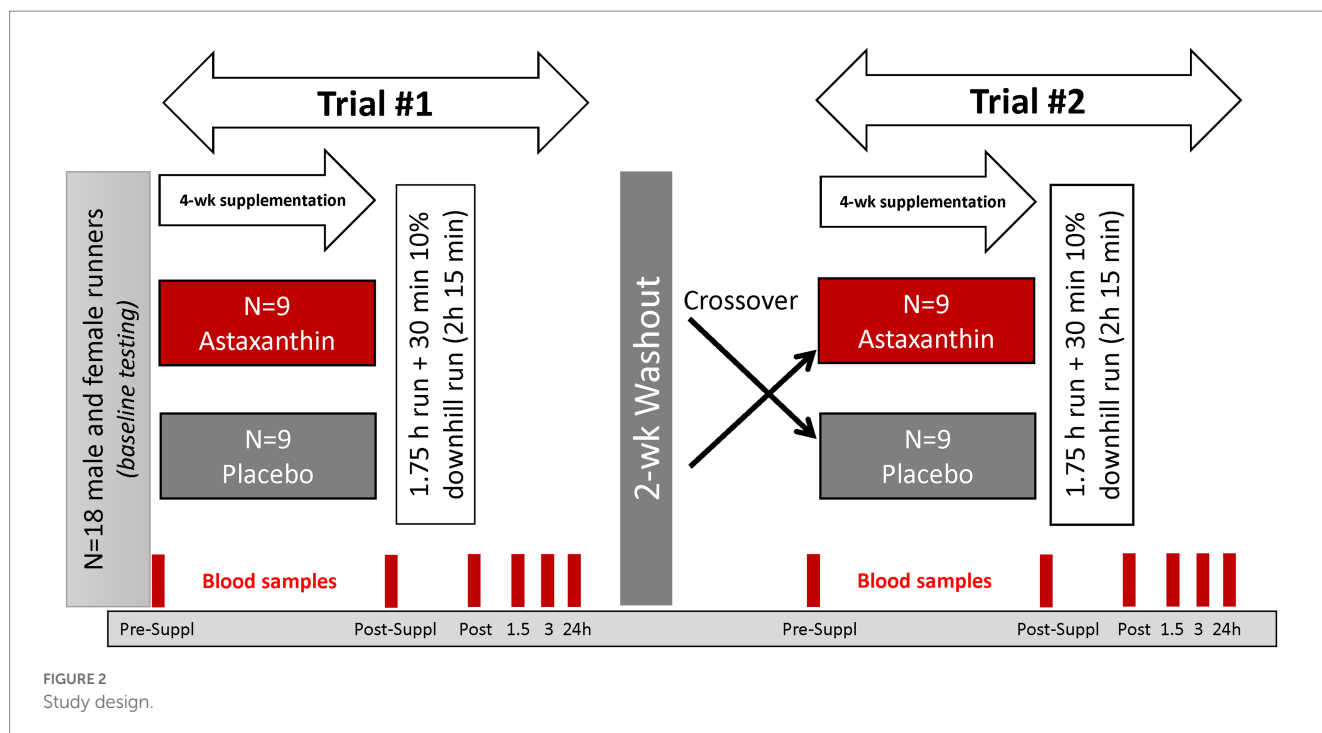 Trial #1
Trial #2
N=18 male and female runners
(baseline testing)
4-wk supplementation
N=9
Astaxanthin
N=9
Placebo
1.75 h run + 30 min 10%
downhill run (2h 15 min)
2-wk Washout
Crossover
4-wk supplementation
N=9
Astaxanthin
N=9
Placebo
1.75 h run + 30 min 10%
downhill run (2h 15 min)
Blood samples
Blood samples
Pre-Suppl Post-Suppl Post 1.5 3 24h Pre-Suppl Post-Suppl Post 1.5 3 24h
FIGURE 2
Study design.